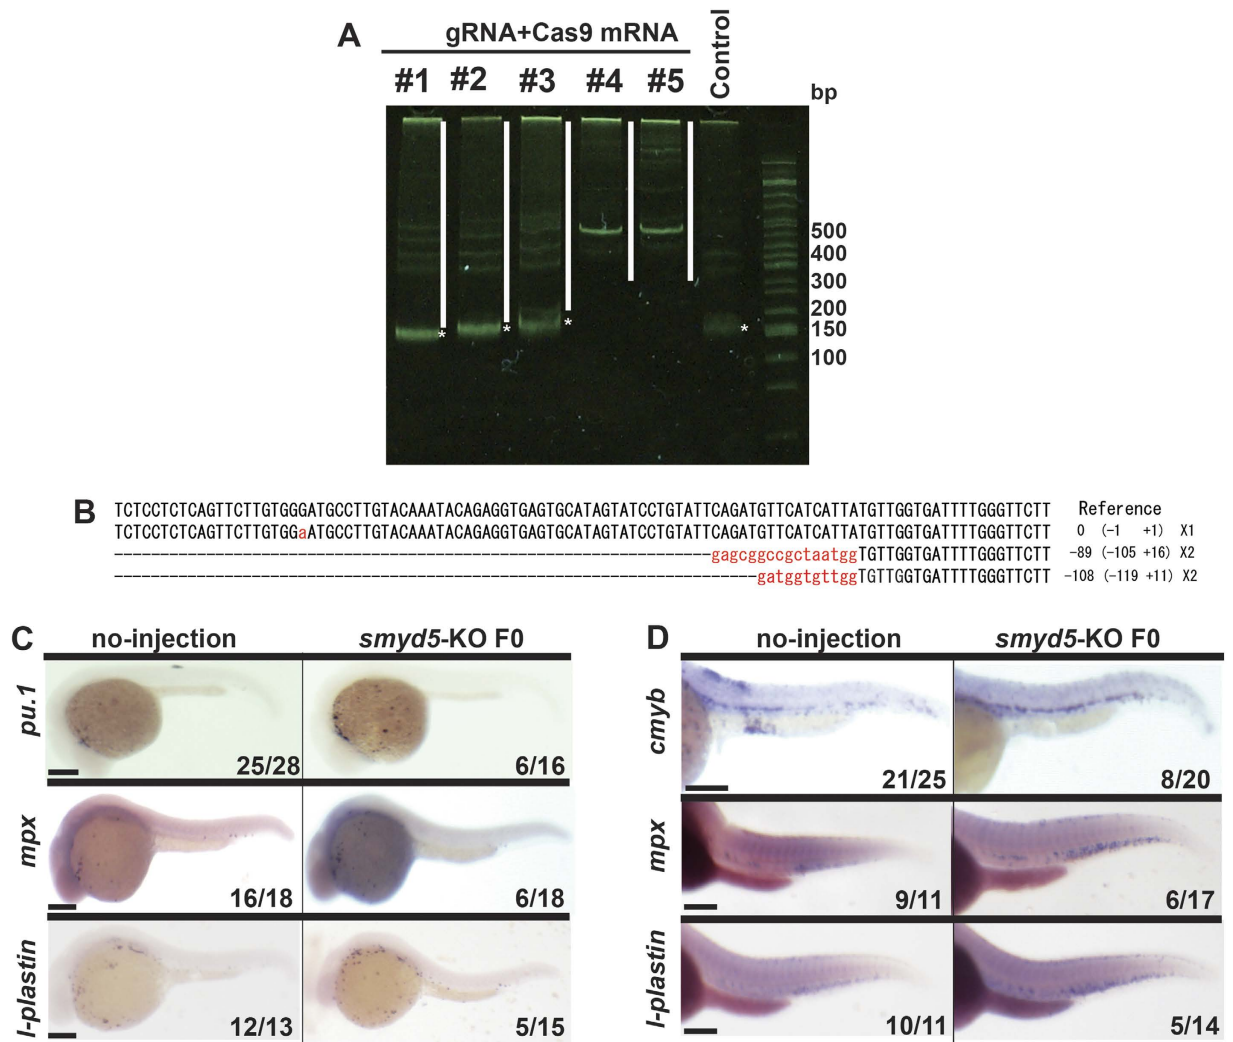 A
gRNA+Cas9 mRNA
Control
#1 #2 #3 #4 #5
bp
500
400
300
200
150
100
* * * *
B
TCTCCTCTCAGTTCTTGTGGGATGCCTTGTACAAATACAGAGGTGAGTGCATAGTATCCTGTATTCAGATGTTCATCATTATGTTGGTGATTTTGGGTTCTT Reference
TCTCCTCTCAGTTCTTGTGGaATGCCTTGTACAAATACAGAGGTGAGTGCATAGTATCCTGTATTCAGATGTTCATCATTATGTTGGTGATTTTGGGTTCTT 0 (-1 +1) X1
-----------------------------------------------------------------gagcggccgctaatggTGTTGGTGATTTTGGGTTCTT -89 (-105 +16) X2
----------------------------------------------------------------------gatggtgttggTGTTGGTGATTTTGGGTTCTT -108 (-119 +11) X2
C
no-injection smyd5-KO F0
pu.1
25/28 6/16
mpx
16/18 6/18
l-plastin
12/13 5/15
D
no-injection smyd5-KO F0
cmyb
21/25 8/20
mpx
9/11 6/17
l-plastin
10/11 5/14